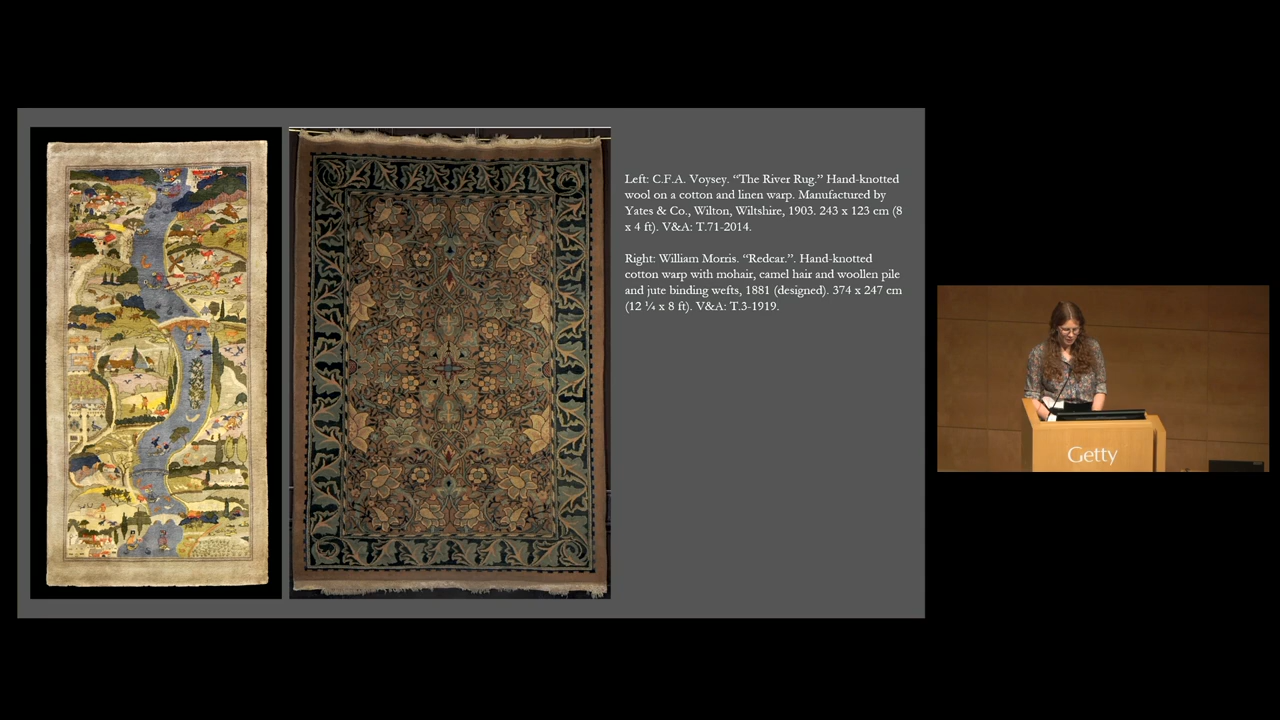 Left: C.F.A. Voysey. “The River Rug.” Hand-knotted
wool on a cotton and linen warp. Manufactured by
Yates & Co., Wilton, Wiltshire, 1903. 243 x 123 cm (8
x 4 ft). V&A: T.71-2014.
Right: William Morris. “Redcar.”. Hand-knotted
cotton warp with mohair, camel hair and woollen pile
and jute binding wefts, 1881 (designed). 374 x 247 cm
(12 ¼ x 8 ft). V&A: T.3-1919.
Getty